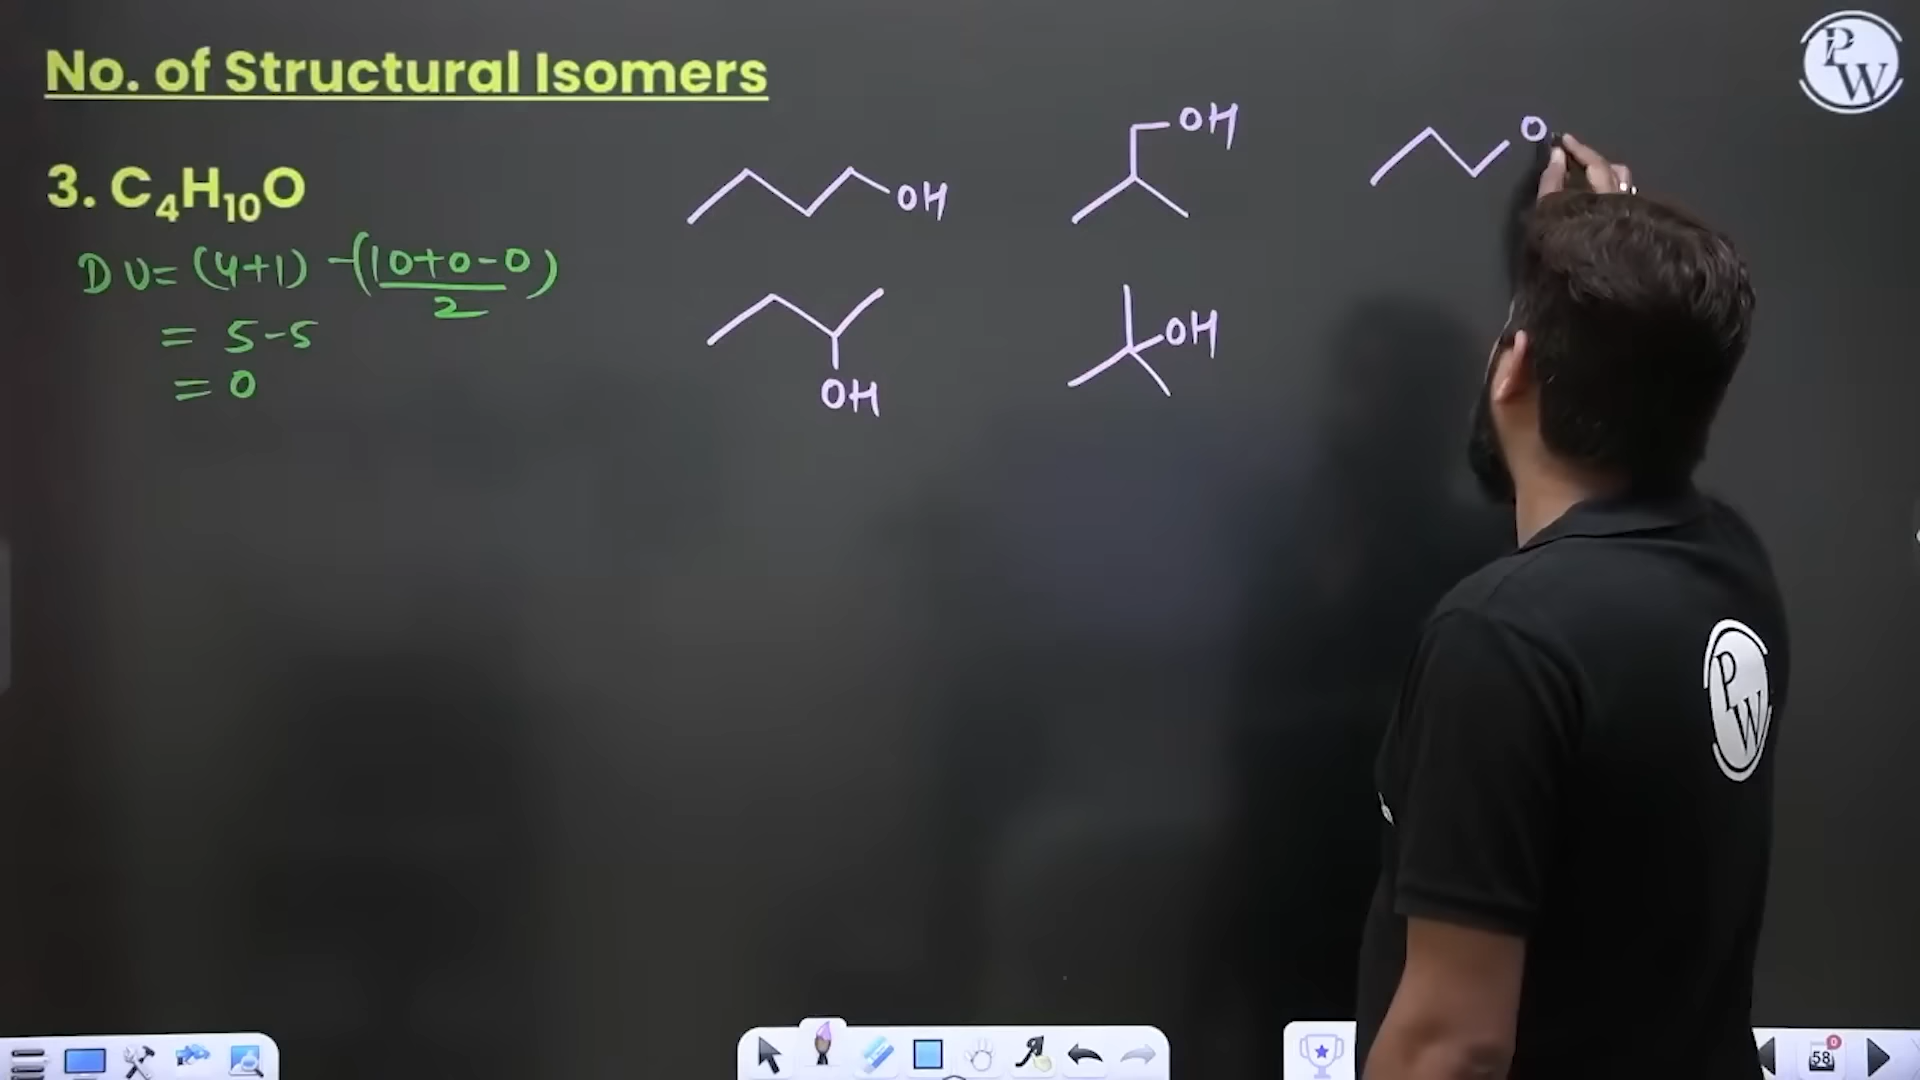 No. of Structural Isomers
PW
3. C4H10O
DU = (4+1) - (10+0-0)/2
= 5-5
= 0
OH
OH
O
OH
OH
PW
58
0